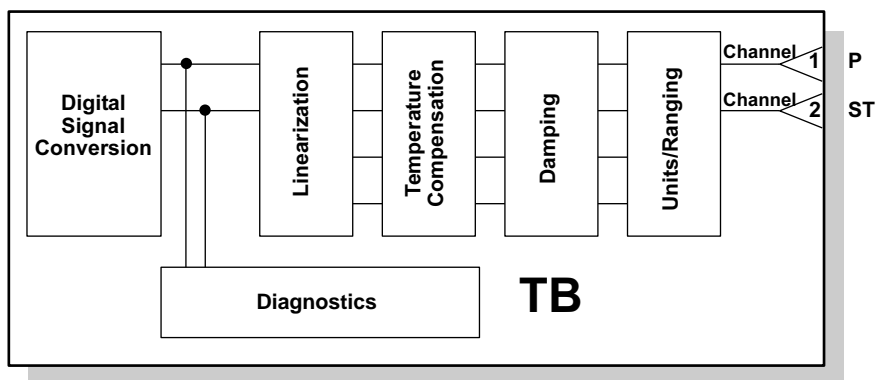 Digital
Signal
Conversion
Linearization
Temperature
Compensation
Damping
Units/Ranging
Channel
1
P
Channel
2
ST
Diagnostics
TB